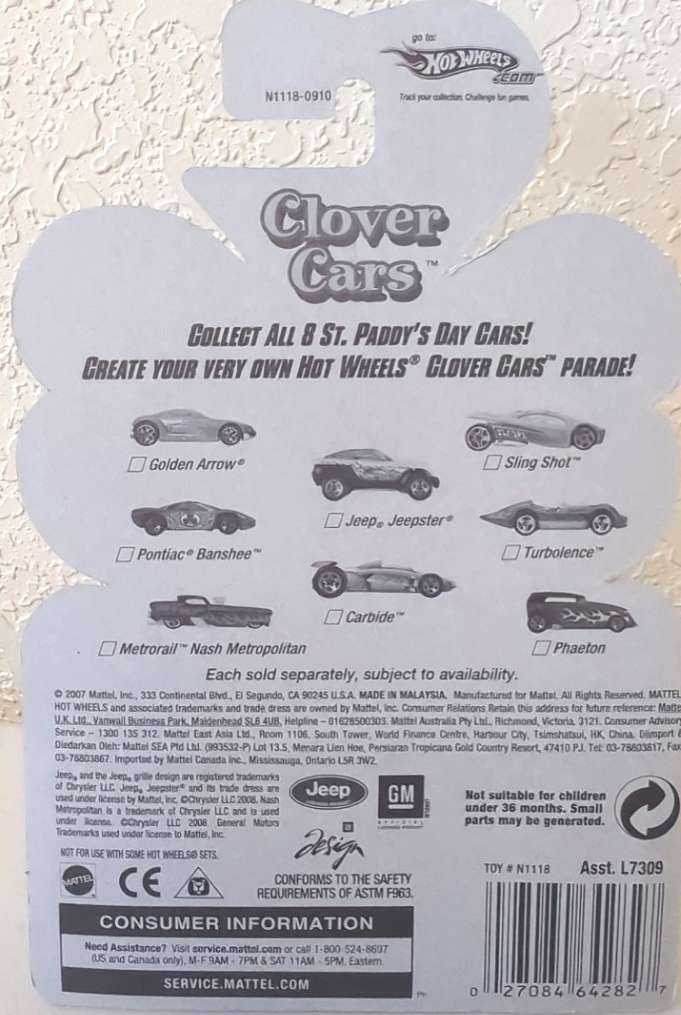 go to:
HOT WHEELS
.COM™
N1118-0910
Track your collection. Challenge fun games.
Clover
Cars™
COLLECT ALL 8 ST. PADDY'S DAY CARS!
CREATE YOUR VERY OWN HOT WHEELS® CLOVER CARS™ PARADE!
Golden Arrow®
Sling Shot™
Jeep® Jeepster®
Pontiac® Banshee™
Turbolence™
Carbide™
Metrorail™ Nash Metropolitan
Phaeton
Each sold separately, subject to availability.
© 2007 Mattel, Inc., 333 Continental Blvd., El Segundo, CA 90245 U.S.A. MADE IN MALAYSIA. Manufactured for Mattel. All Rights Reserved. MATTEL
HOT WHEELS and associated trademarks and trade dress are owned by Mattel, Inc. Consumer Relations Retain this address for future reference: Matte
U.K. Ltd., Vanwall Business Park, Maidenhead SL6 4UB, Helpline – 01628500303. Mattel Australia Pty Ltd., Richmond, Victoria, 3121. Consumer Advisory
Service – 1300 135 312. Mattel East Asia Ltd., Room 1106, South Tower, World Finance Centre, Harbour City, Tsimshatsui, HK, China. Diimport &
Diedarkan Oleh: Mattel SEA Ptd Ltd. (993532-P) Lot 13.5, Menara Lien Hoe, Persiaran Tropicana Golf Country Resort, 47410 PJ. Tel: 03-78803817, Fax:
03-78803867. Imported by Mattel Canada Inc., Mississauga, Ontario L5R 3W2.
Jeep® and the Jeep® grille design are registered trademarks
of Chrysler LLC. Jeep® Jeepster® and its trade dress are
used under license by Mattel, Inc. ©Chrysler LLC 2008. Nash
Metropolitan is a trademark of Chrysler LLC and is used
under license. ©Chrysler LLC 2008. General Motors
Trademarks used under license to Mattel, Inc.
NOT FOR USE WITH SOME HOT WHEELS® SETS.
Jeep
GM
OFFICIAL
LICENSED PRODUCT
GM
design
Not suitable for children
under 36 months. Small
parts may be generated.
MATTEL
CE
CONFORMS TO THE SAFETY
REQUIREMENTS OF ASTM F963.
TOY # N1118 Asst. L7309
CONSUMER INFORMATION
Need Assistance? Visit service.mattel.com or call 1-800-524-8697
(US and Canada only), M-F 9AM - 7PM & SAT 11AM - 5PM, Eastern.
SERVICE.MATTEL.COM
0 27084 64282 7